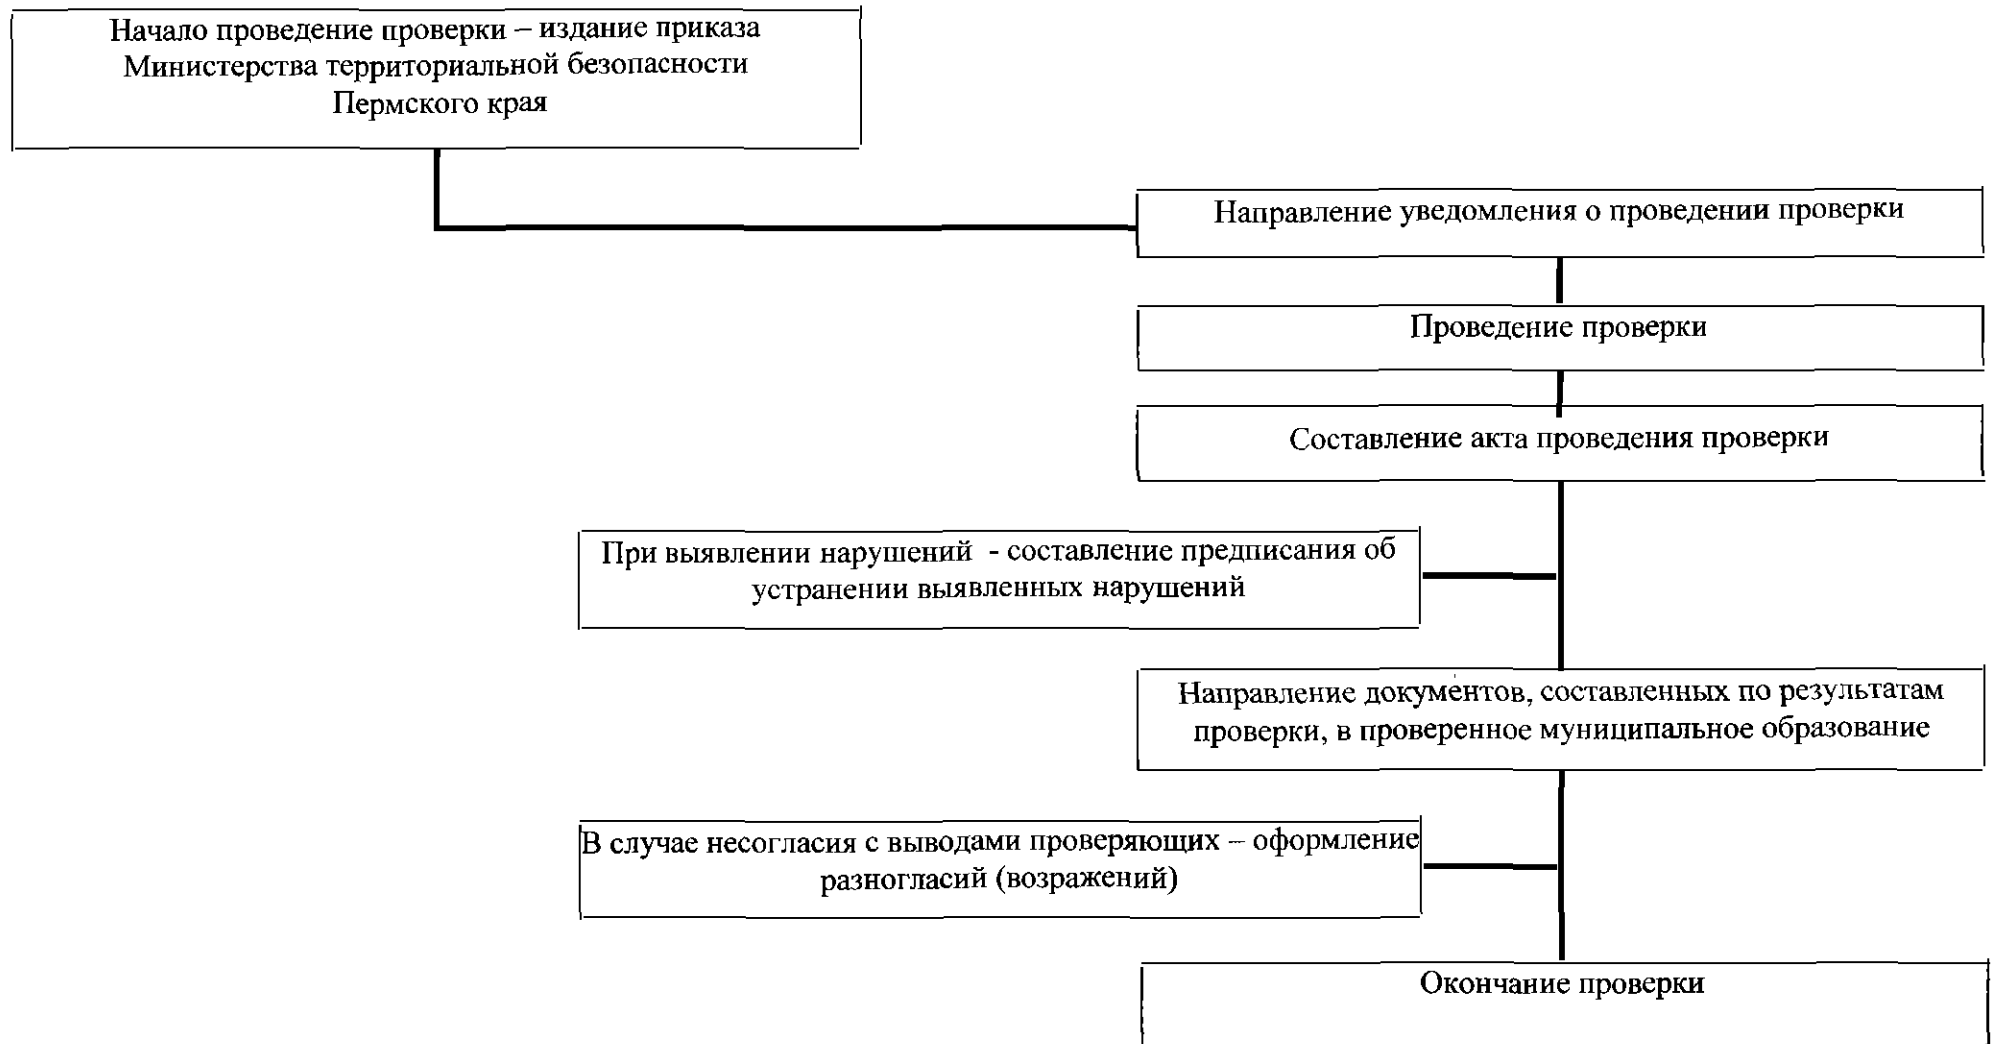 Начало проведение проверки – издание приказа
Министерства территориальной безопасности
Пермского края
Направление уведомления о проведении проверки
Проведение проверки
Составление акта проведения проверки
При выявлении нарушений - составление предписания об
устранении выявленных нарушений
Направление документов, составленных по результатам
проверки, в проверенное муниципальное образование
В случае несогласия с выводами проверяющих – оформление
разногласий (возражений)
Окончание проверки